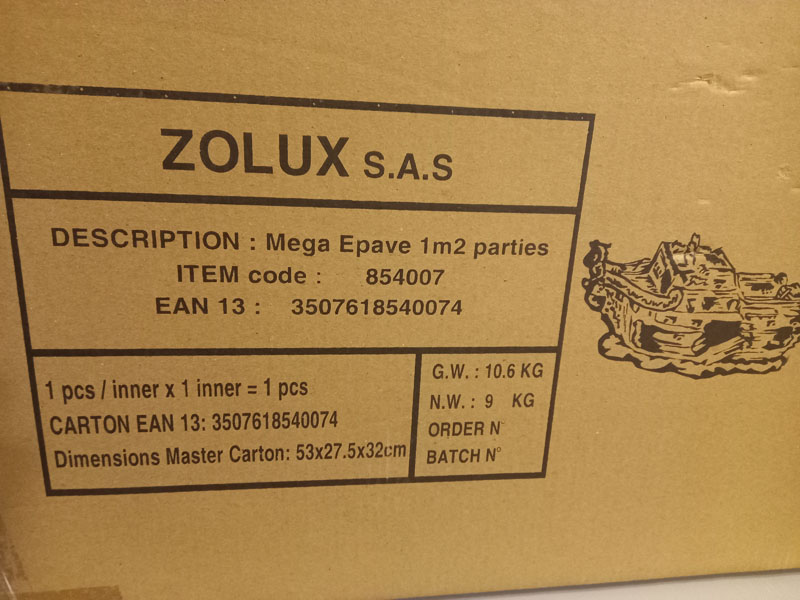 ZOLUX S.A.S
DESCRIPTION : Mega Epave 1m2 parties
ITEM code : 854007
EAN 13 : 3507618540074
1 pcs / inner x 1 inner = 1 pcs
CARTON EAN 13: 3507618540074
Dimensions Master Carton: 53x27.5x32cm
G.W. : 10.6 KG
N.W. : 9 KG
ORDER N°
BATCH N°